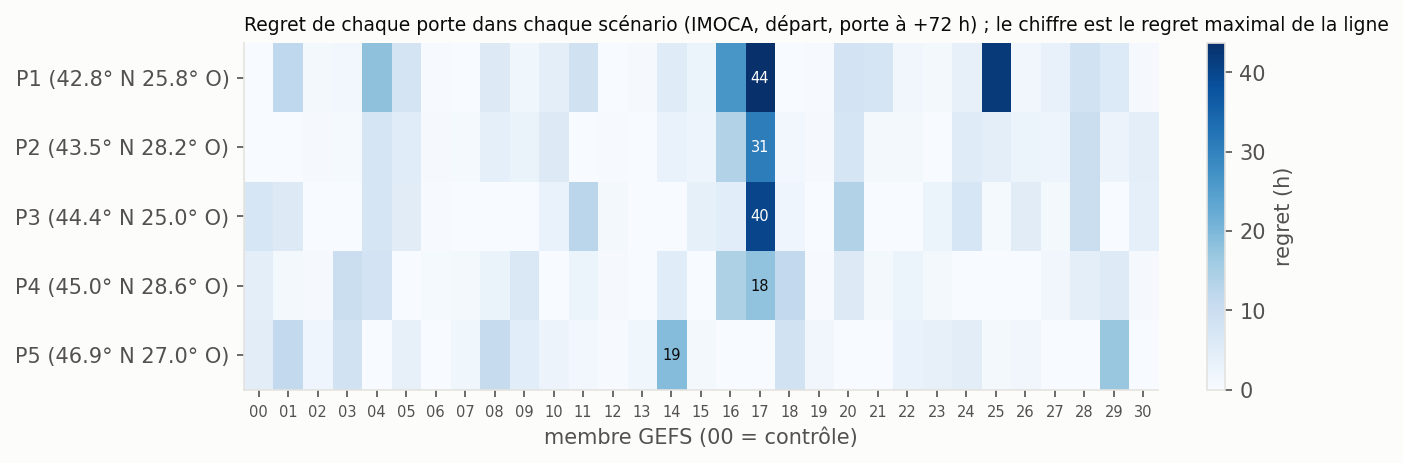 Regret de chaque porte dans chaque scénario (IMOCA, départ, porte à +72 h) ; le chiffre est le regret maximal de la ligne
P1 (42.8° N 25.8° O)
44
P2 (43.5° N 28.2° O)
31
P3 (44.4° N 25.0° O)
40
P4 (45.0° N 28.6° O)
18
P5 (46.9° N 27.0° O)
19
00 01 02 03 04 05 06 07 08 09 10 11 12 13 14 15 16 17 18 19 20 21 22 23 24 25 26 27 28 29 30
membre GEFS (00 = contrôle)
40
30
20
10
0
regret (h)